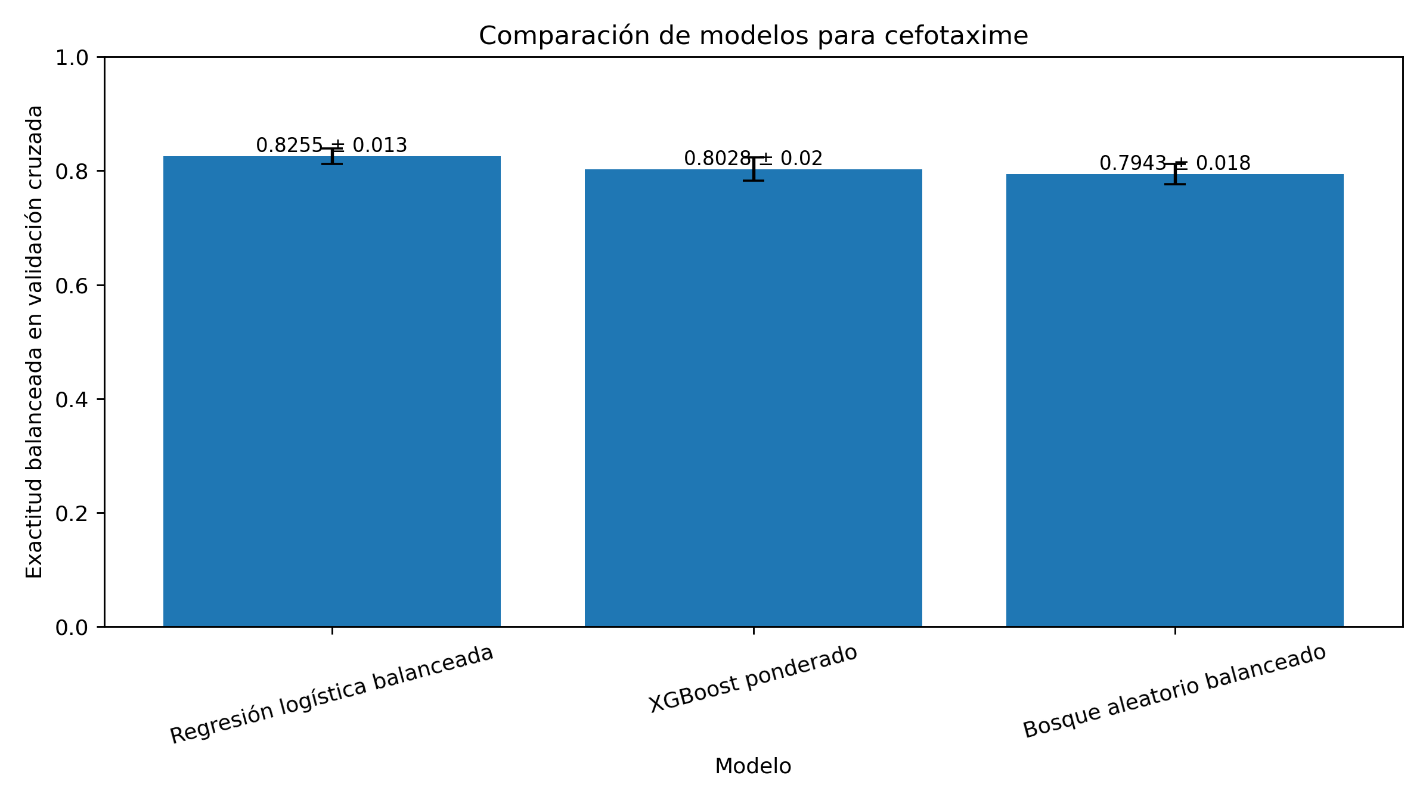 Comparación de modelos para cefotaxime
Exactitud balanceada en validación cruzada
1.0
0.8
0.6
0.4
0.2
0.0
0.8255 ± 0.013
0.8028 ± 0.02
0.7943 ± 0.018
Regresión logística balanceada
XGBoost ponderado
Bosque aleatorio balanceado
Modelo